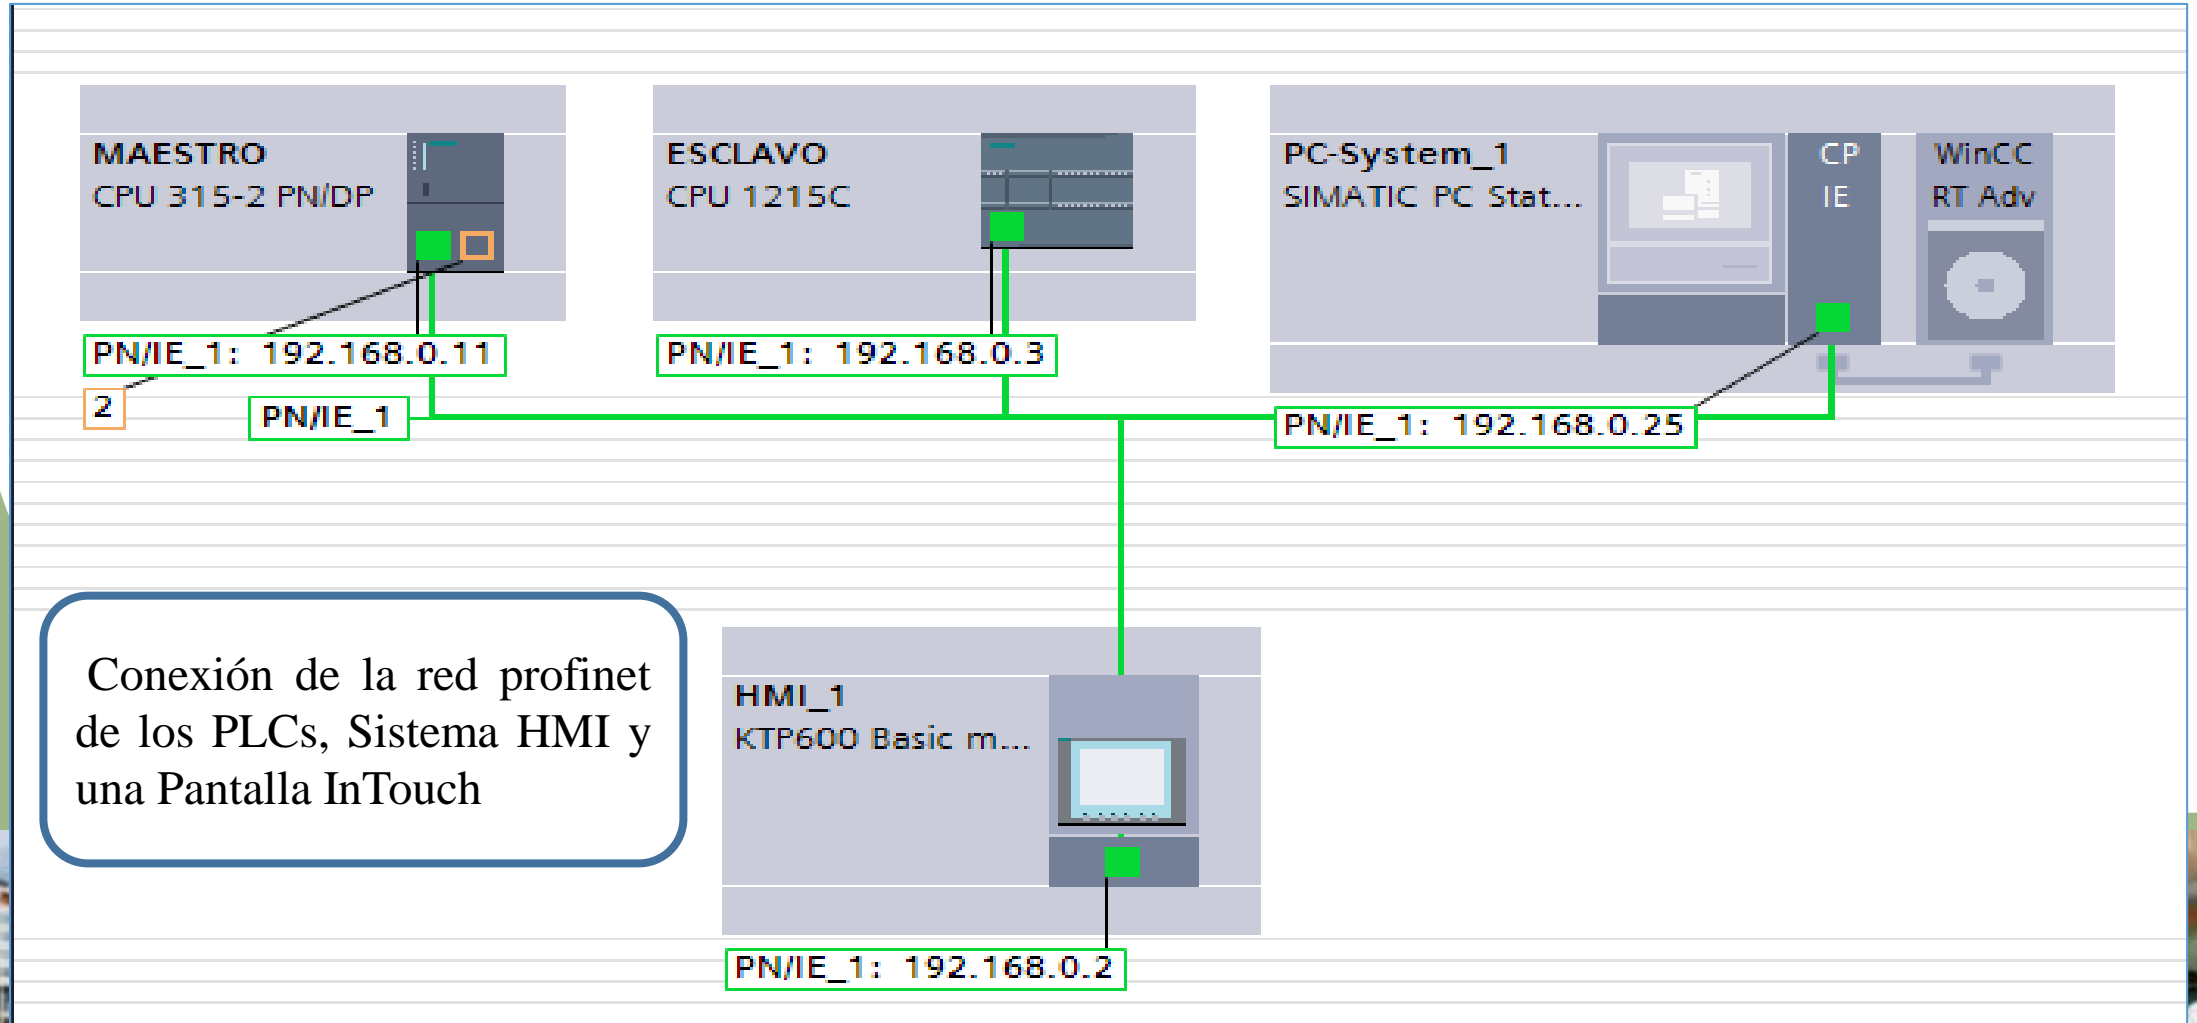 MAESTRO
CPU 315-2 PN/DP
PN/IE_1: 192.168.0.11
2
PN/IE_1
ESCLAVO
CPU 1215C
PN/IE_1: 192.168.0.3
PC-System_1
SIMATIC PC Stat...
CP
IE
WinCC
RT Adv
PN/IE_1: 192.168.0.25
Conexión de la red profinet
de los PLCs, Sistema HMI y
una Pantalla InTouch
HMI_1
KTP600 Basic m...
PN/IE_1: 192.168.0.2